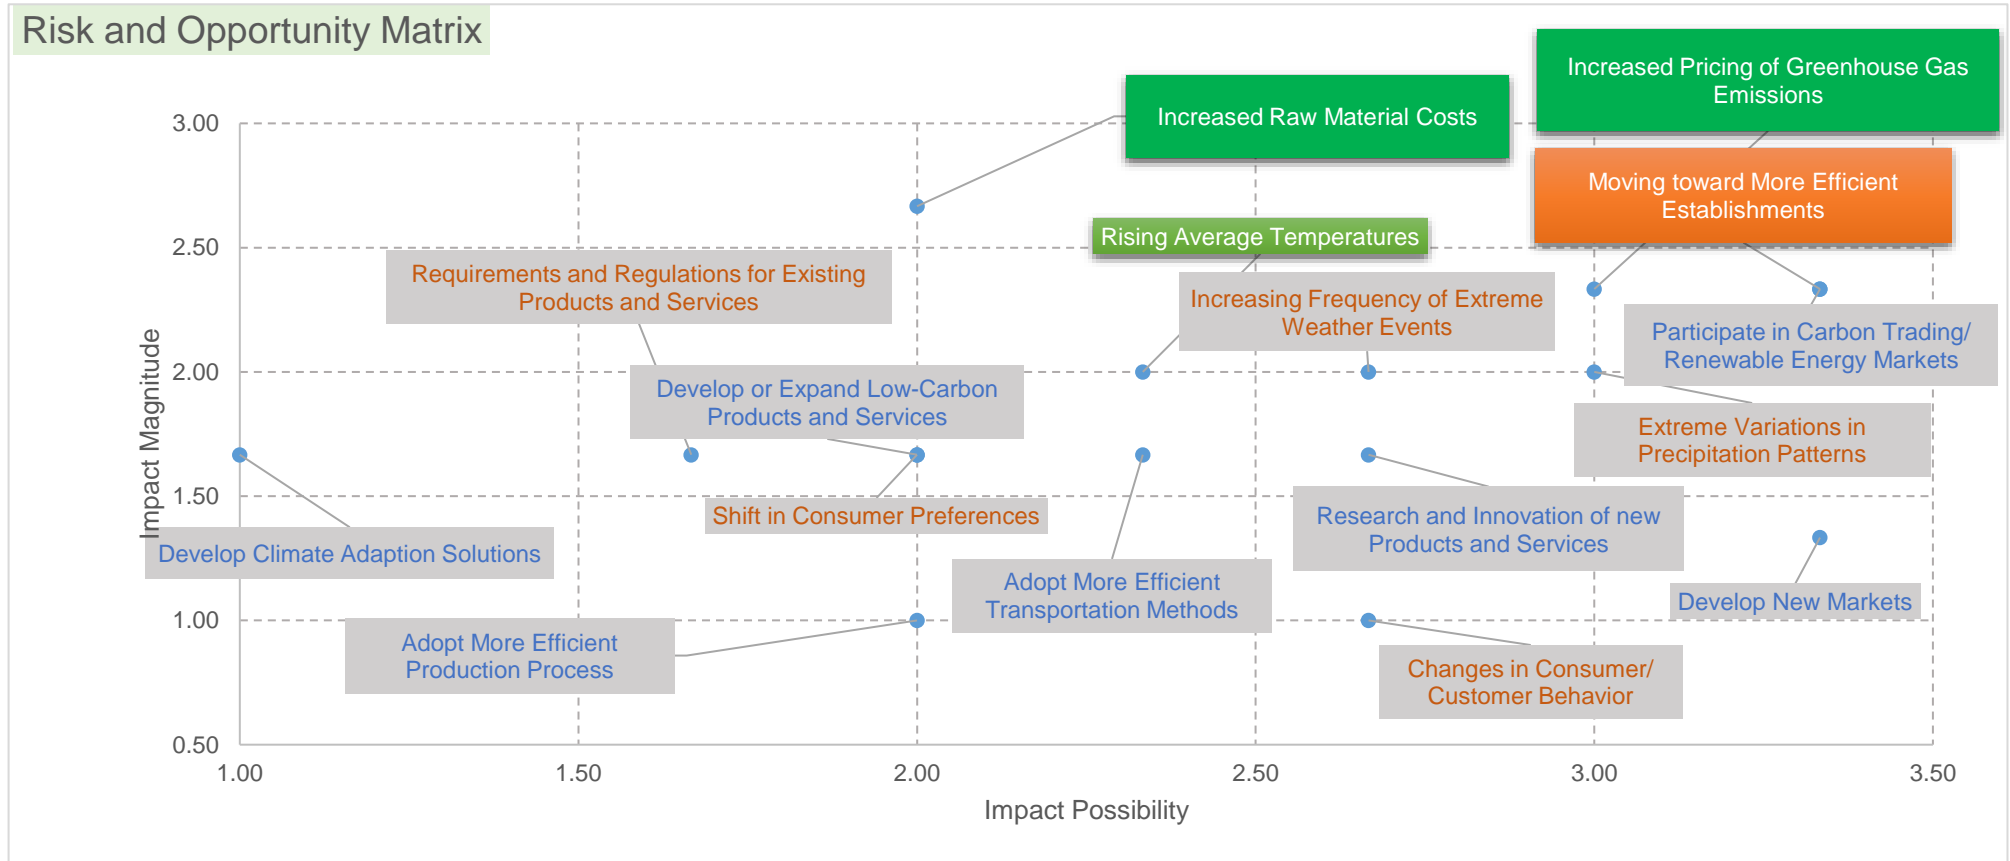 Risk and Opportunity Matrix
Increased Pricing of Greenhouse Gas
Emissions
Increased Raw Material Costs
3.00
Moving toward More Efficient
Establishments
Rising Average Temperatures
2.50
Requirements and Regulations for Existing
Products and Services
Increasing Frequency of Extreme
Weather Events
Participate in Carbon Trading/
Renewable Energy Markets
2.00
Develop or Expand Low-Carbon
Products and Services
Extreme Variations in
Precipitation Patterns
Impact Magnitude
1.50
Shift in Consumer Preferences
Research and Innovation of new
Products and Services
Develop Climate Adaption Solutions
Adopt More Efficient
Transportation Methods
Develop New Markets
1.00
Adopt More Efficient
Production Process
Changes in Consumer/
Customer Behavior
0.50
1.00
1.50
2.00
2.50
3.00
3.50
Impact Possibility